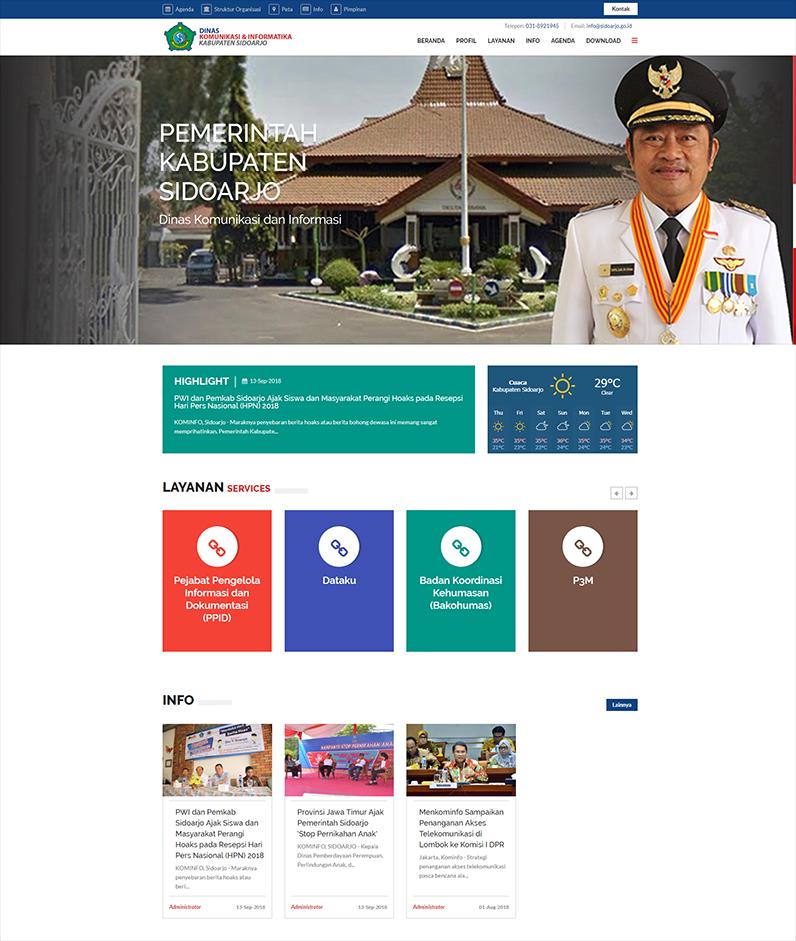 Agenda Struktur Organisasi Peta Info Pimpinan Kontak
Telepon: 031-8921945 Email: info@sidoarjo.go.id
DINAS
KOMUNIKASI & INFORMATIKA
KABUPATEN SIDOARJO
BERANDA PROFIL LAYANAN INFO AGENDA DOWNLOAD
PEMERINTAH
KABUPATEN
SIDOARJO
Dinas Komunikasi dan Informasi
HIGHLIGHT 13-Sep-2018
PWI dan Pemkab Sidoarjo Ajak Siswa dan Masyarakat Perangi Hoaks pada Resepsi
Hari Pers Nasional (HPN) 2018
KOMINFO, Sidoarjo - Maraknya penyebaran berita hoaks atau berita bohong dewasa ini memang sangat
memprihatinkan. Pemerintah Kabupate...
Cuaca
Kabupaten Sidoarjo
29°C
Cerah
Thu Fri Sat Sun Mon Tue Wed
35°C 35°C 35°C 36°C 35°C 35°C 34°C
21°C 23°C 23°C 24°C 24°C 24°C 23°C
LAYANAN SERVICES
Pejabat Pengelola
Informasi dan
Dokumentasi
(PPID)
Dataku
Badan Koordinasi
Kehumasan
(Bakohumas)
P3M
INFO
Lainnya
PWI dan Pemkab
Sidoarjo Ajak Siswa dan
Masyarakat Perangi
Hoaks pada Resepsi Hari
Pers Nasional (HPN) 2018
KOMINFO, Sidoarjo - Maraknya
penyebaran berita hoaks atau
beri...
Administrator 13-Sep-2018
Provinsi Jawa Timur Ajak
Pemerintah Sidoarjo
'Stop Pernikahan Anak'
KOMINFO, SIDOARJO - Kepala
Dinas Pemberdayaan Perempuan,
Perlindungan Anak, d...
Administrator 13-Sep-2018
Menkominfo Sampaikan
Penanganan Akses
Telekomunikasi di
Lombok ke Komisi I DPR
Jakarta, Kominfo - Strategi
penanganan akses telekomunikasi
pasca bencana ala...
Administrator 01-Aug-2018